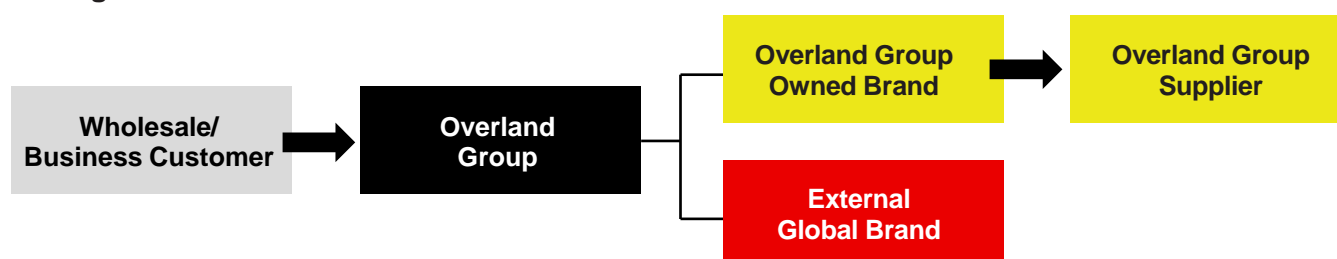 Wholesale/
Business Customer
Overland
Group
Overland Group
Owned Brand
Overland Group
Supplier
External
Global Brand